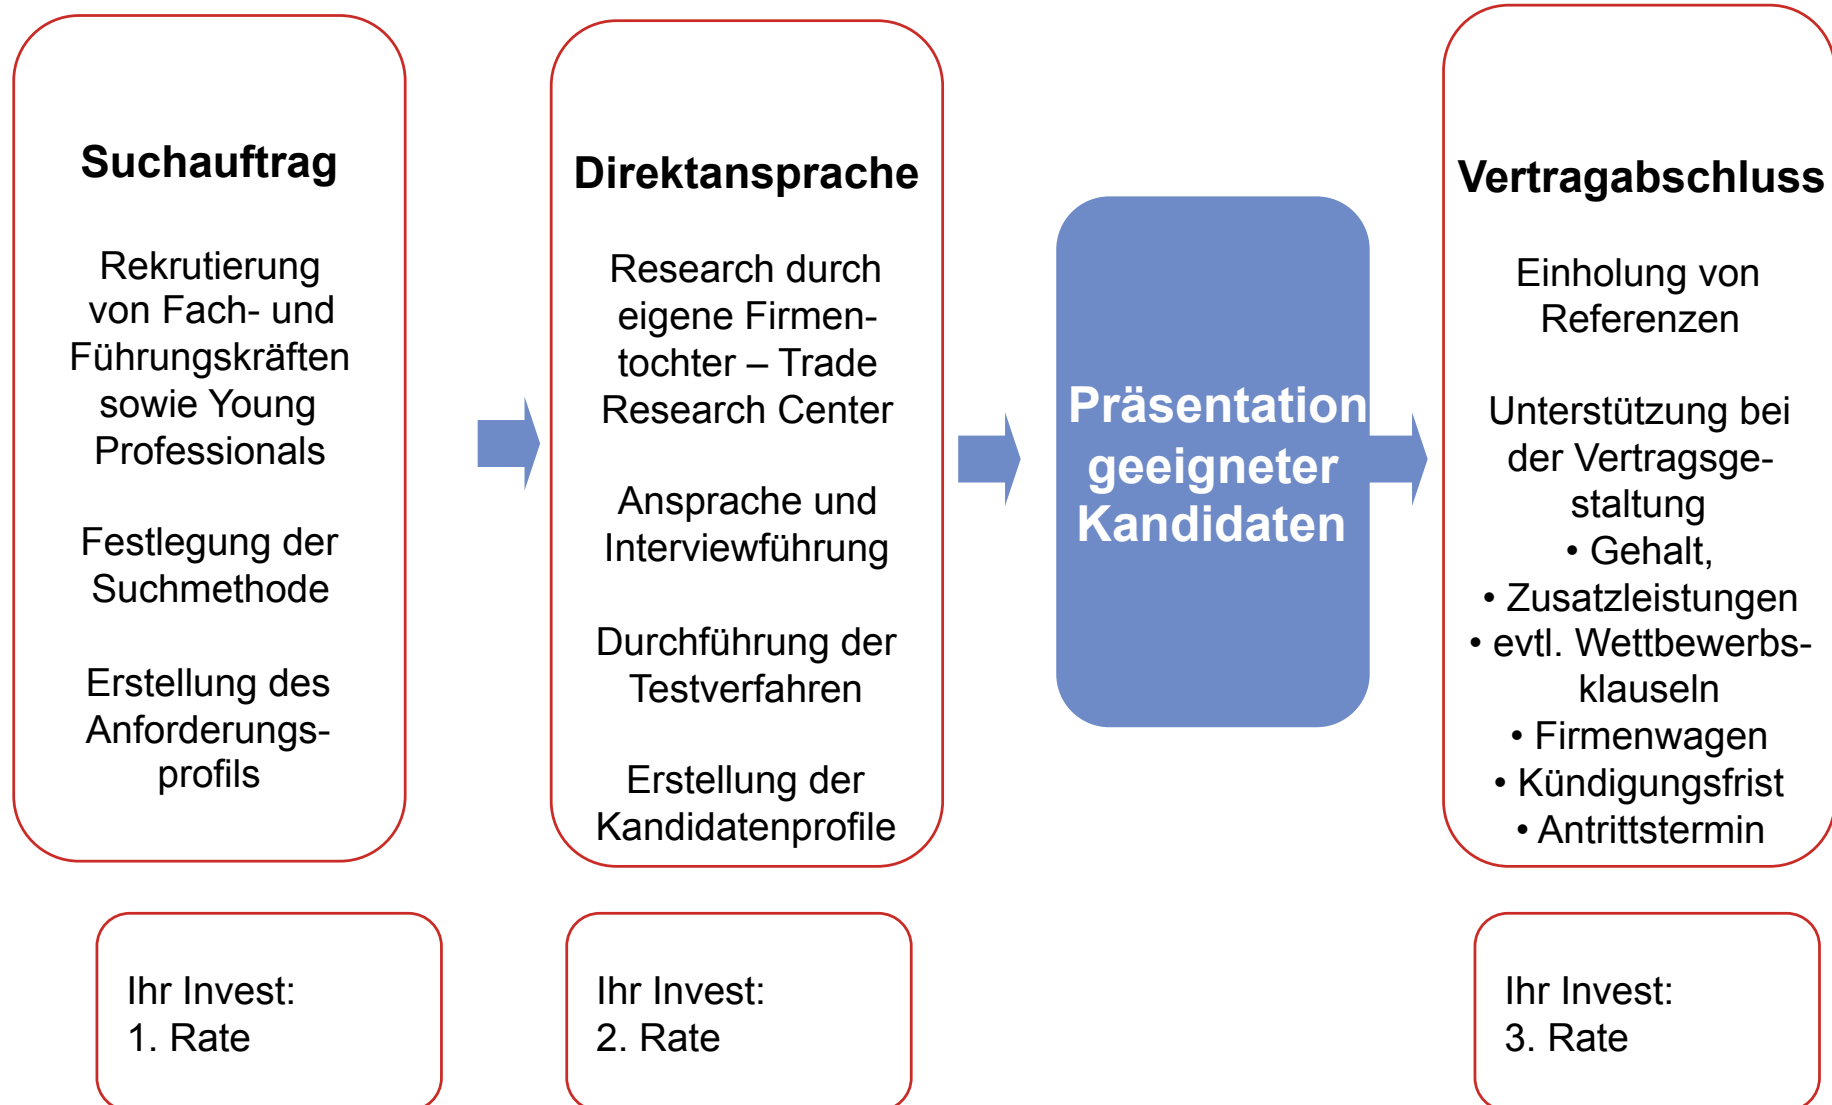 Suchauftrag
Rekrutierung
von Fach- und
Führungskräften
sowie Young
Professionals
Festlegung der
Suchmethode
Erstellung des
Anforderungs-
profils
Direktansprache
Research durch
eigene Firmen-
tochter – Trade
Research Center
Ansprache und
Interviewführung
Durchführung der
Testverfahren
Erstellung der
Kandidatenprofile
Präsentation
geeigneter
Kandidaten
Vertragabschluss
Einholung von
Referenzen
Unterstützung bei
der Vertragsge-
staltung
• Gehalt,
• Zusatzleistungen
• evtl. Wettbewerbs-
klauseln
• Firmenwagen
• Kündigungsfrist
• Antrittstermin
Ihr Invest:
1. Rate
Ihr Invest:
2. Rate
Ihr Invest:
3. Rate